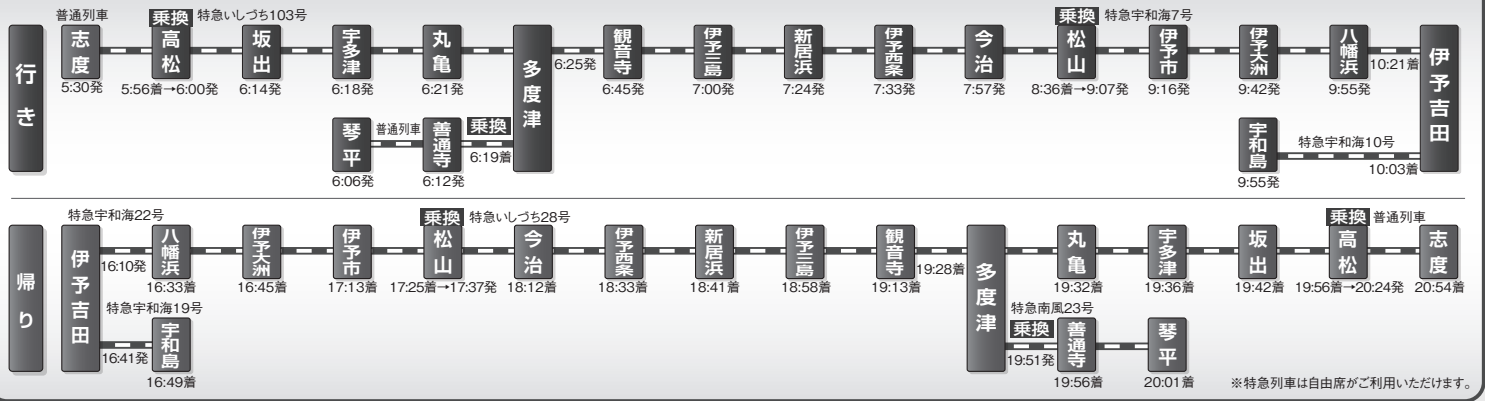 行き
普通列車 乗換 特急いしづち103号 乗換 特急宇和海7号
志度 高松 坂出 宇多津 丸亀 多度津 観音寺 伊予三島 新居浜 伊予西条 今治 松山 伊予市 伊予大洲 八幡浜 伊予吉田
5:30発 5:56着→6:00発 6:14発 6:18発 6:21発 6:25発 6:45発 7:00発 7:24発 7:33発 7:57発 8:36着→9:07発 9:16発 9:42発 9:55発 10:21着
琴平 普通列車 善通寺 乗換 6:19着
6:06発 6:12発
宇和島 特急宇和海10号 10:03着
9:55発
帰り
特急宇和海22号 乗換 特急いしづち28号 乗換 普通列車
伊予吉田 16:10発 八幡浜 伊予大洲 伊予市 松山 今治 伊予西条 新居浜 伊予三島 観音寺 19:28着 多度津 丸亀 宇多津 坂出 高松 志度
16:33着 16:45着 17:13着 17:25着→17:37発 18:12着 18:33着 18:41着 18:58着 19:13着 19:32着 19:36着 19:42着 19:56着→20:24発 20:54着
特急宇和海19号
16:41発 宇和島
16:49着
特急南風23号
乗換 19:51発 善通寺 琴平
19:56着 20:01着
※特急列車は自由席がご利用いただけます。